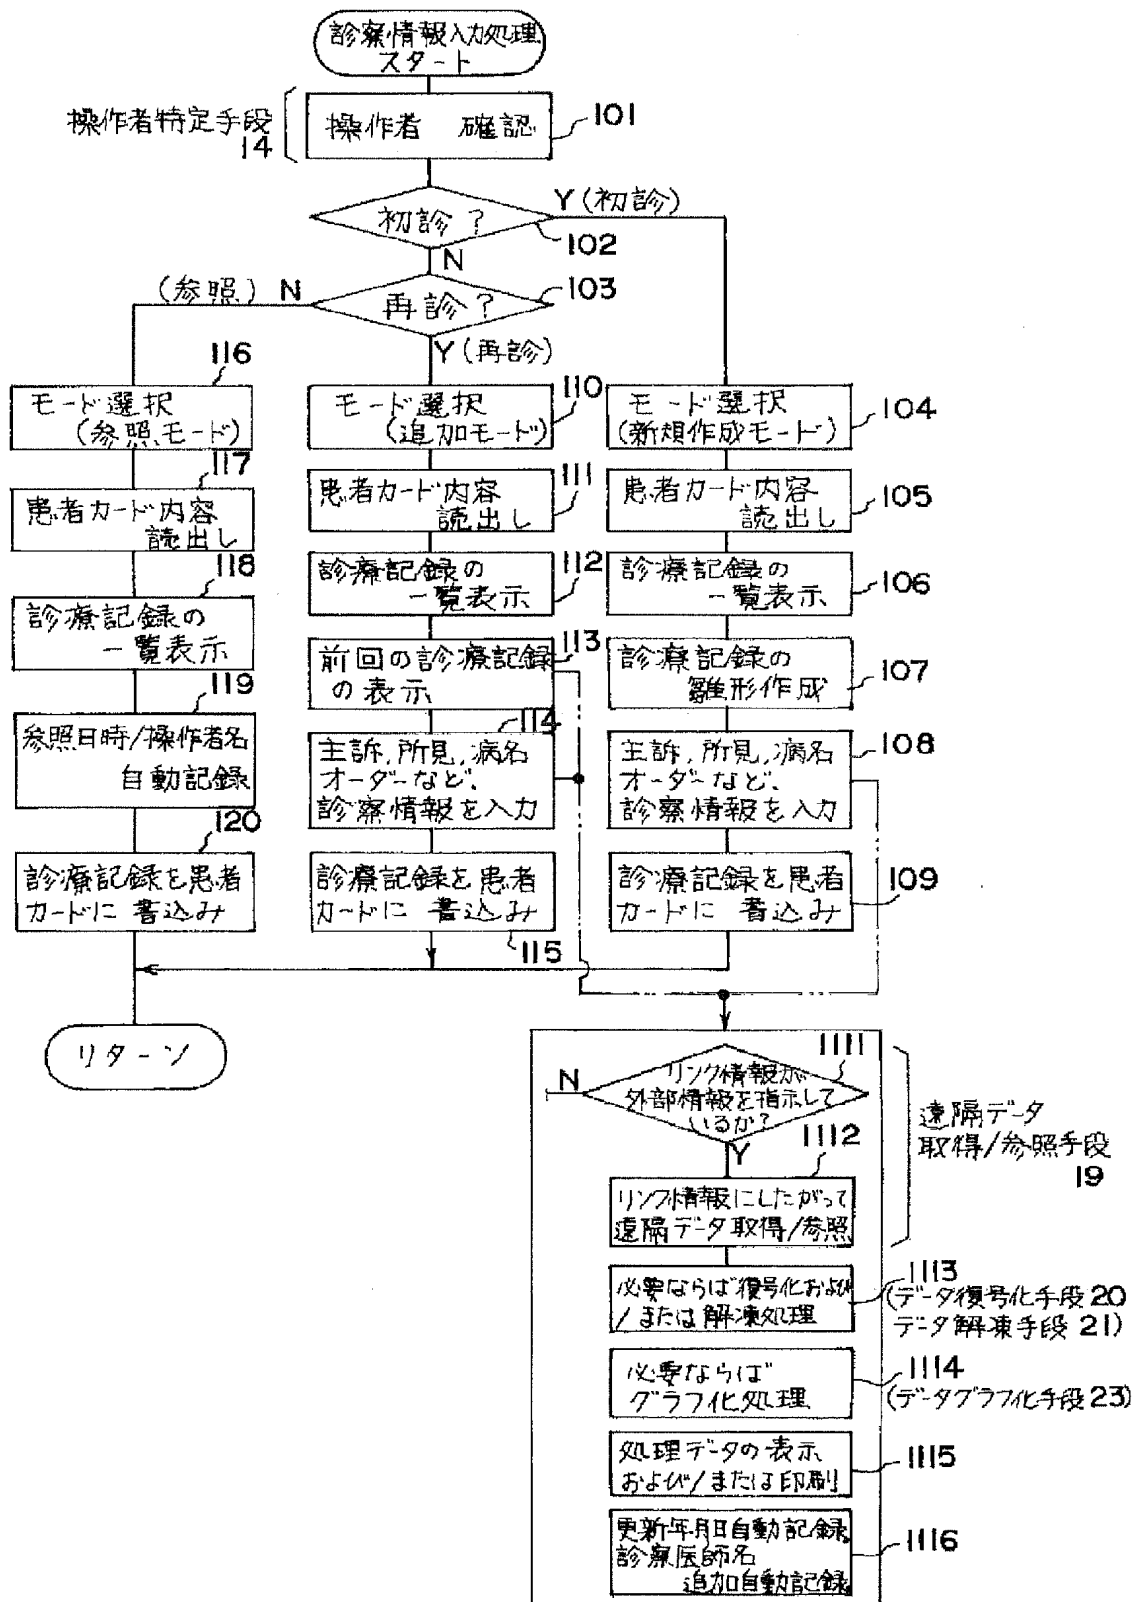 診察情報入力処理
スタート
操作者特定手段
14
操作者 確認
101
初診?
Y(初診)
102
N
(参照) N
再診?
103
Y(再診)
116
モード選択
(参照モード)
117
患者カード内容
読出し
118
診療記録の
一覧表示
119
参照日時/操作者名
自動記録
120
診療記録を患者
カードに書込み
110
モード選択
(追加モード)
111
患者カード内容
読出し
112
診療記録の
一覧表示
113
前回の診療記録
の表示
114
主訴,所見,病名
オーダーなど、
診察情報を入力
診療記録を患者
カードに書込み
115
モード選択
(新規作成モード)
104
患者カード内容
読出し
105
診療記録の
一覧表示
106
診療記録の
雛形作成
107
主訴,所見,病名
オーダーなど、
診察情報を入力
108
診療記録を患者
カードに書込み
109
リターン
1111
リンク情報が
外部情報を指示して
いるか?
N
Y
1112
リンク情報にしたがって
遠隔データ取得/参照
遠隔データ
取得/参照手段
19
必要ならば復号化および
/または解凍処理
1113
(データ復号化手段20
データ解凍手段21)
必要ならば
グラフ化処理
1114
(データグラフ化手段23)
処理データの表示
および/または印刷
1115
更新年月日自動記録
診察医師名
追加自動記録
1116